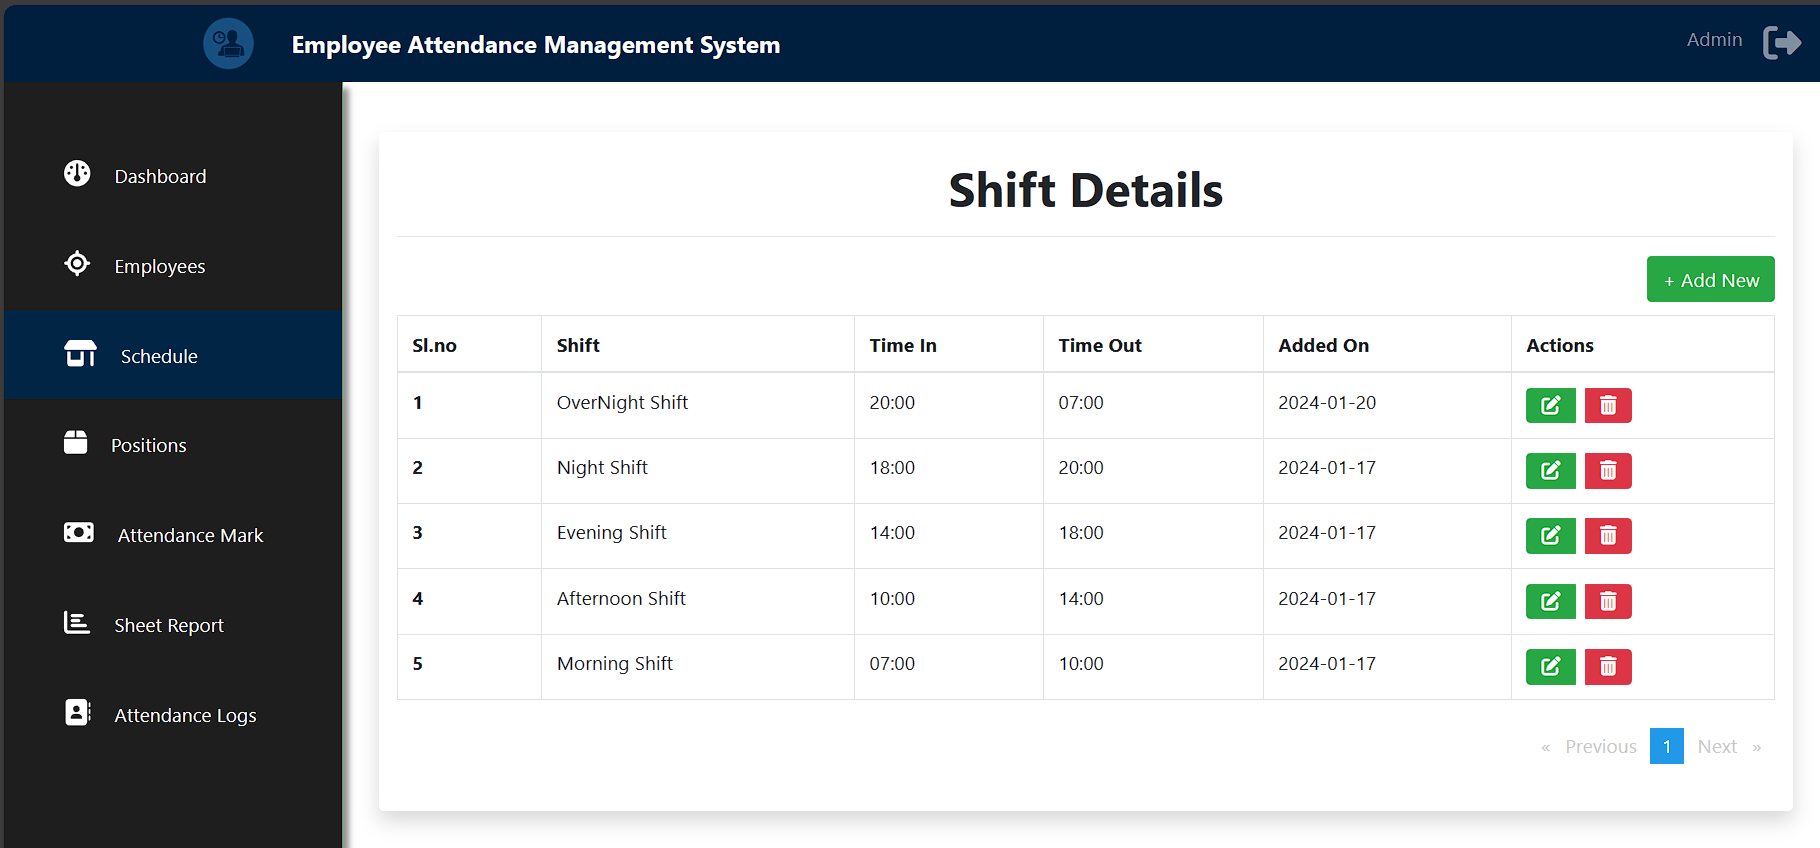 Employee Attendance Management System
Admin
Dashboard
Employees
Schedule
Positions
Attendance Mark
Sheet Report
Attendance Logs
Shift Details
+ Add New
Sl.no Shift Time In Time Out Added On Actions
1 OverNight Shift 20:00 07:00 2024-01-20
2 Night Shift 18:00 20:00 2024-01-17
3 Evening Shift 14:00 18:00 2024-01-17
4 Afternoon Shift 10:00 14:00 2024-01-17
5 Morning Shift 07:00 10:00 2024-01-17
« Previous 1 Next »